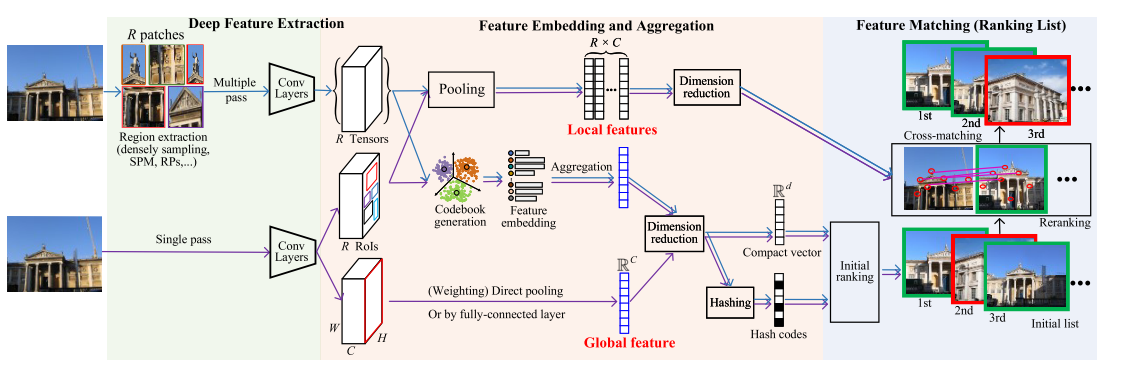 Deep Feature Extraction
Feature Embedding and Aggregation
Feature Matching (Ranking List)
R patches
Multiple
pass
Conv
Layers
Region extraction
(densely sampling,
SPM, RPs,...)
R Tensors
Pooling
R × C
...
Local features
Dimension
reduction
1st
2nd
3rd
...
Cross-matching
...
Reranking
R RoIs
Codebook
generation
Feature
embedding
Aggregation
Dimension
reduction
ℝᵈ
Compact vector
Hashing
Hash codes
Initial
ranking
1st
2nd
3rd
...
Initial list
Single pass
Conv
Layers
W
C
H
(Weighting) Direct pooling
Or by fully-connected layer
ℝᶜ
Global feature